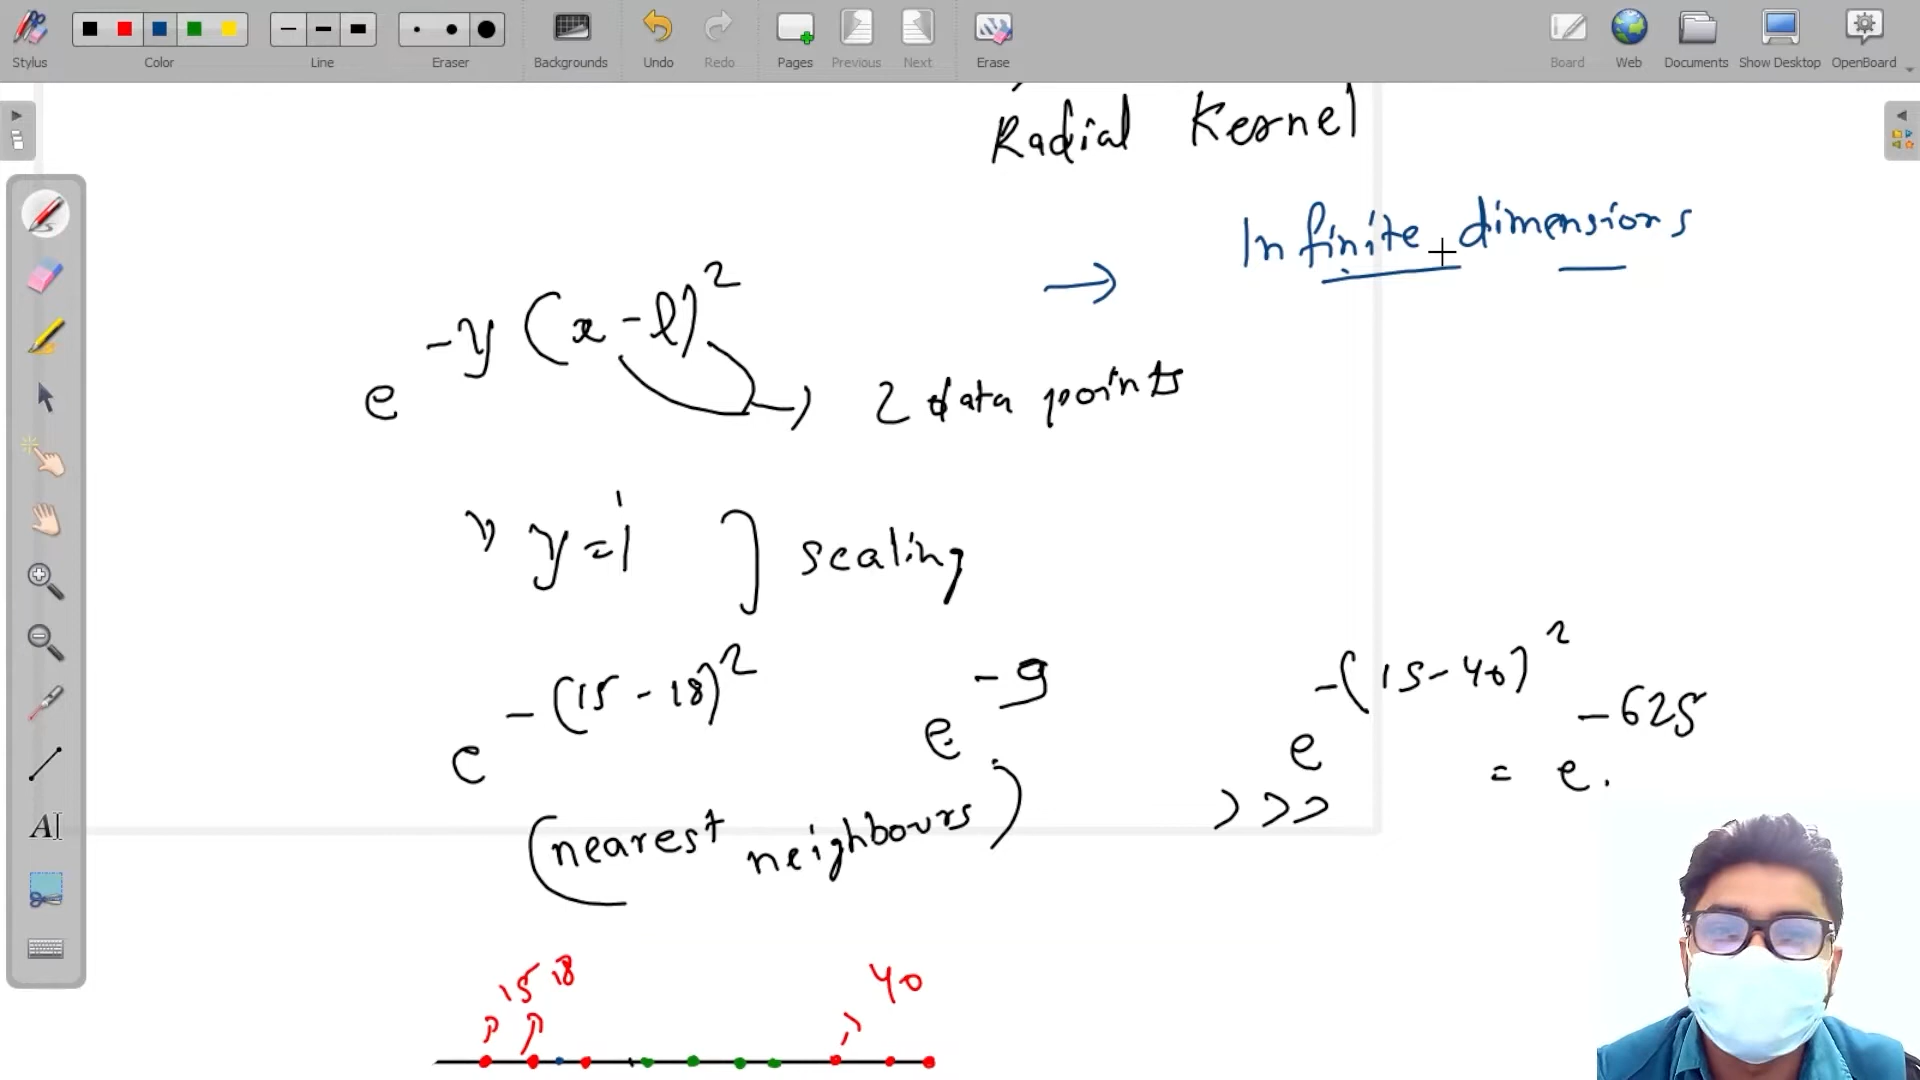 Stylus Color Line Eraser Backgrounds Undo Redo Pages Previous Next Erase Board Web Documents Show Desktop OpenBoard
Radial Kernel
Infinite dimensions
e^-γ(x-l)^2 →
2 data points
γ=1 ] scaling
e^-(15-18)^2 e^-9 >>> e^-(15-40)^2 = e^-625
(nearest neighbours)
15 18 40